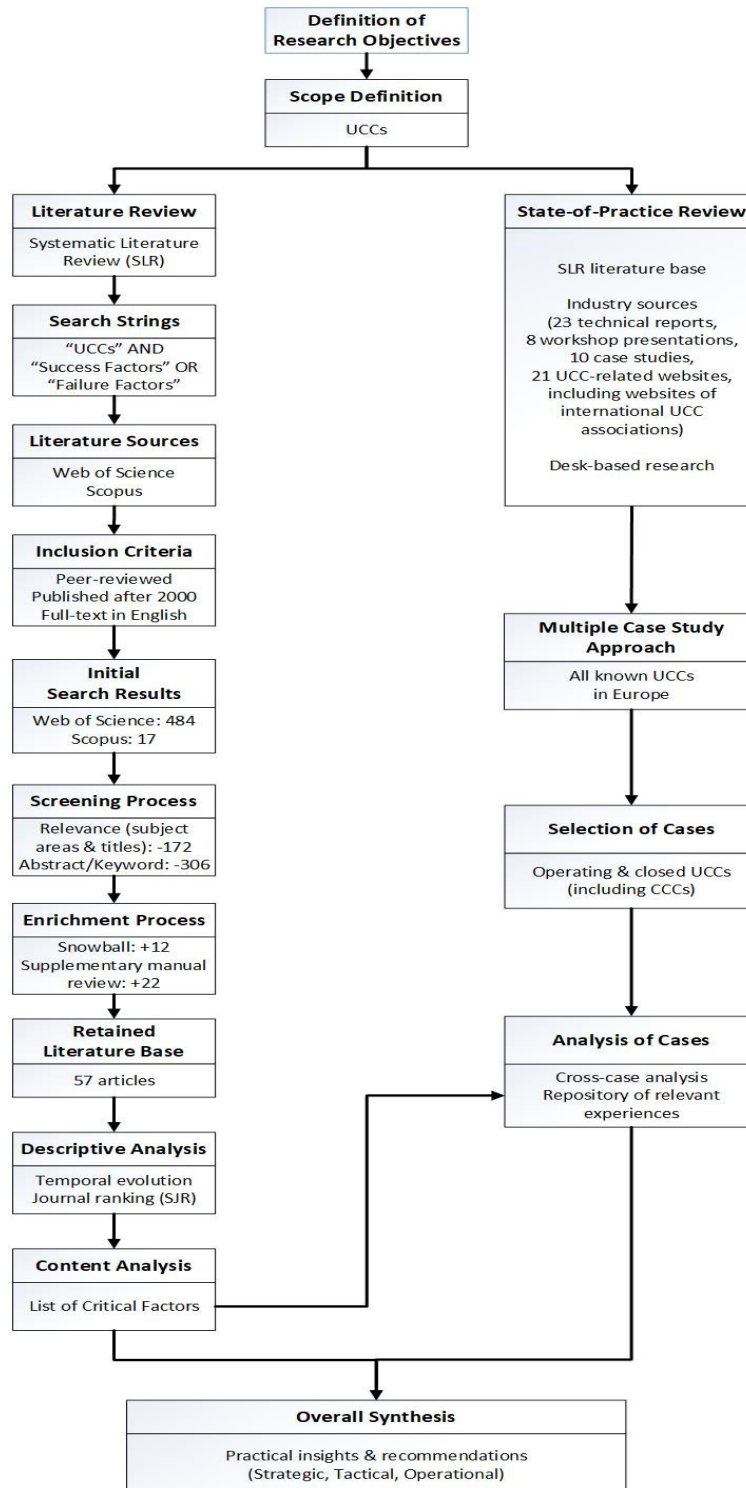 Definition of
Research Objectives
Scope Definition
UCCs
Literature Review
Systematic Literature
Review (SLR)
Search Strings
“UCCs” AND
“Success Factors” OR
“Failure Factors”
Literature Sources
Web of Science
Scopus
Inclusion Criteria
Peer-reviewed
Published after 2000
Full-text in English
Initial
Search Results
Web of Science: 484
Scopus: 17
Screening Process
Relevance (subject
areas & titles): -172
Abstract/Keyword: -306
Enrichment Process
Snowball: +12
Supplementary manual
review: +22
Retained
Literature Base
57 articles
Descriptive Analysis
Temporal evolution
Journal ranking (SJR)
Content Analysis
List of Critical Factors
State-of-Practice Review
SLR literature base
Industry sources
(23 technical reports,
8 workshop presentations,
10 case studies,
21 UCC-related websites,
including websites of
international UCC
associations)
Desk-based research
Multiple Case Study
Approach
All known UCCs
in Europe
Selection of Cases
Operating & closed UCCs
(including CCCs)
Analysis of Cases
Cross-case analysis
Repository of relevant
experiences
Overall Synthesis
Practical insights & recommendations
(Strategic, Tactical, Operational)